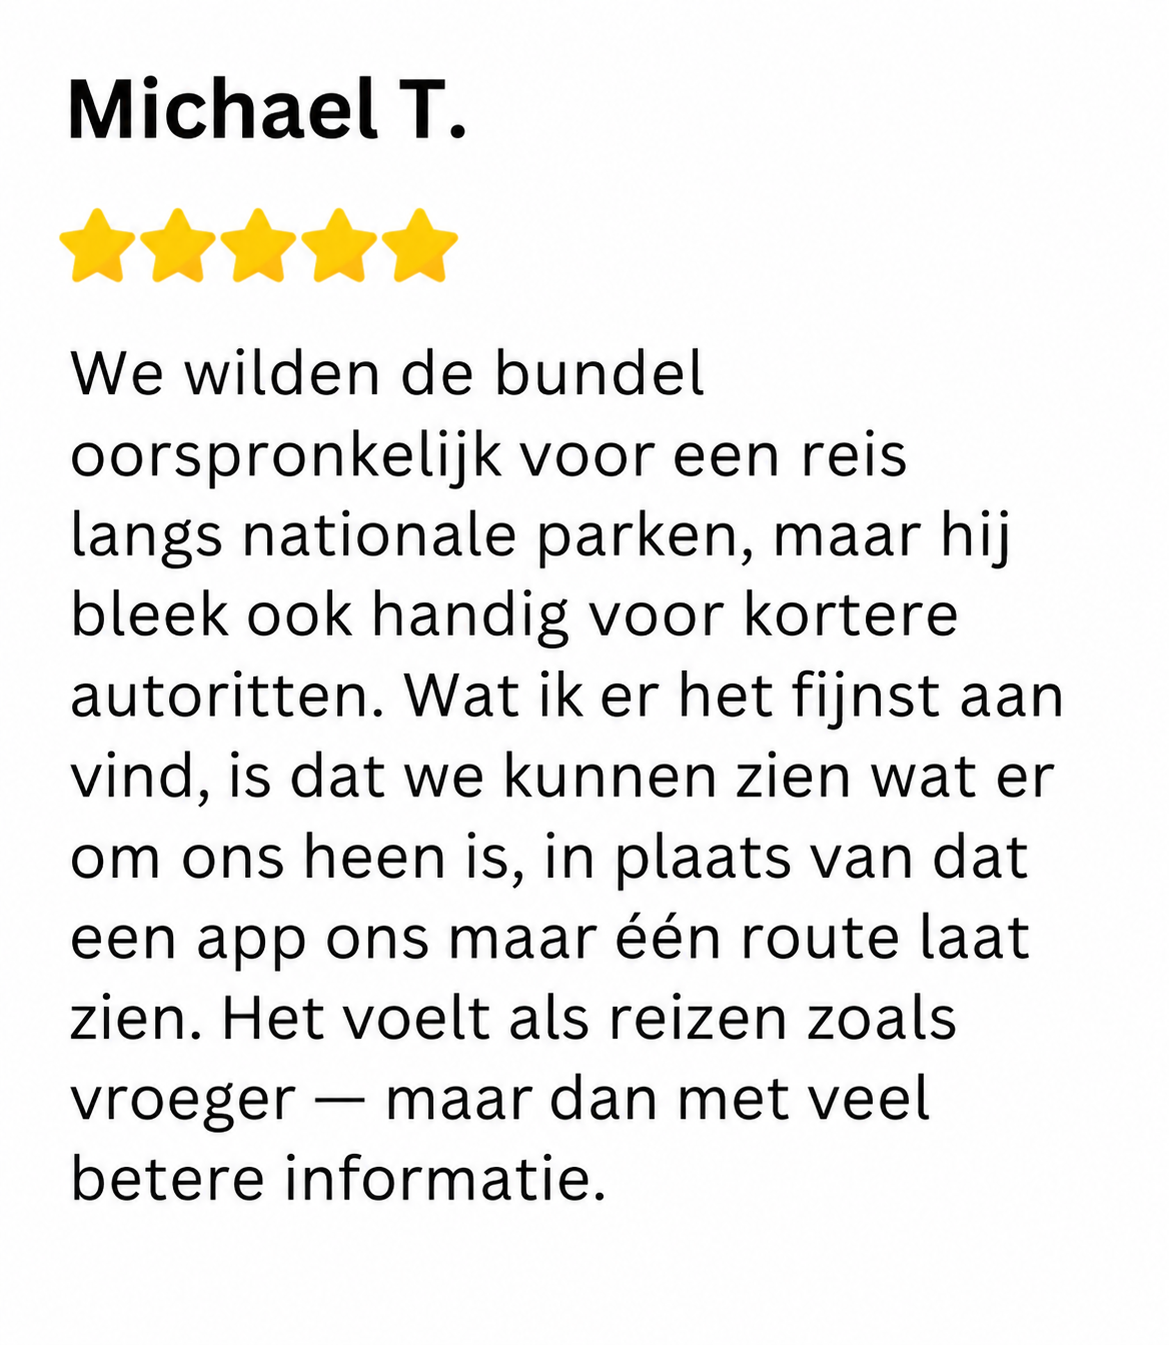 Michael T.
We wilden de bundel
oorspronkelijk voor een reis
langs nationale parken, maar hij
bleek ook handig voor kortere
autoritten. Wat ik er het fijnst aan
vind, is dat we kunnen zien wat er
om ons heen is, in plaats van dat
een app ons maar één route laat
zien. Het voelt als reizen zoals
vroeger — maar dan met veel
betere informatie.